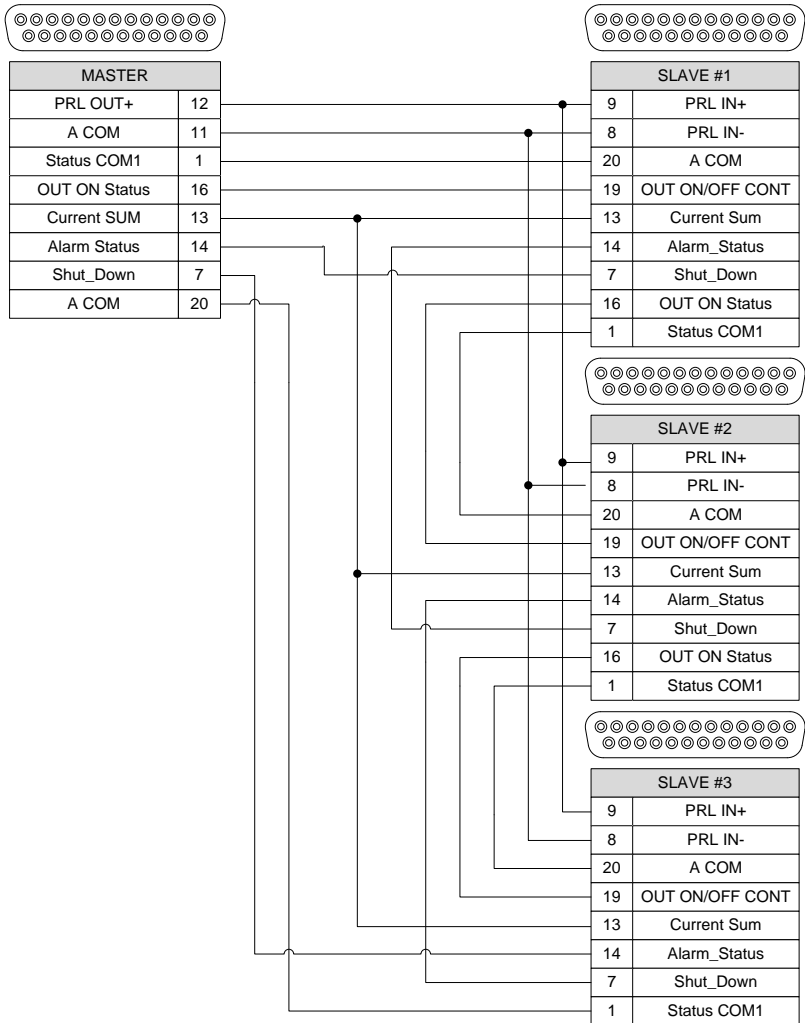 MASTER
PRL OUT+ 12
A COM 11
Status COM1 1
OUT ON Status 16
Current SUM 13
Alarm Status 14
Shut_Down 7
A COM 20
SLAVE #1
9 PRL IN+
8 PRL IN-
20 A COM
19 OUT ON/OFF CONT
13 Current Sum
14 Alarm_Status
7 Shut_Down
16 OUT ON Status
1 Status COM1
SLAVE #2
9 PRL IN+
8 PRL IN-
20 A COM
19 OUT ON/OFF CONT
13 Current Sum
14 Alarm_Status
7 Shut_Down
16 OUT ON Status
1 Status COM1
SLAVE #3
9 PRL IN+
8 PRL IN-
20 A COM
19 OUT ON/OFF CONT
13 Current Sum
14 Alarm_Status
7 Shut_Down
1 Status COM1